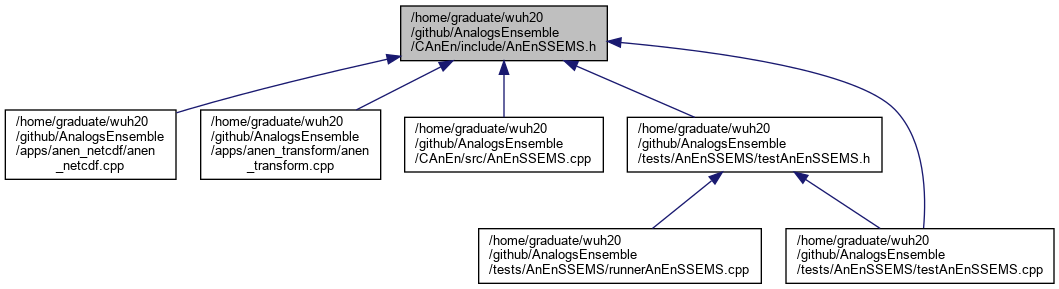 /home/graduate/wuh20
/github/AnalogsEnsemble
/CAnEn/include/AnEnSSEMS.h
/home/graduate/wuh20
/github/AnalogsEnsemble
/apps/anen_netcdf/anen
_netcdf.cpp
/home/graduate/wuh20
/github/AnalogsEnsemble
/apps/anen_transform/anen
_transform.cpp
/home/graduate/wuh20
/github/AnalogsEnsemble
/CAnEn/src/AnEnSSEMS.cpp
/home/graduate/wuh20
/github/AnalogsEnsemble
/tests/AnEnSSEMS/testAnEnSSEMS.h
/home/graduate/wuh20
/github/AnalogsEnsemble
/tests/AnEnSSEMS/runnerAnEnSSEMS.cpp
/home/graduate/wuh20
/github/AnalogsEnsemble
/tests/AnEnSSEMS/testAnEnSSEMS.cpp